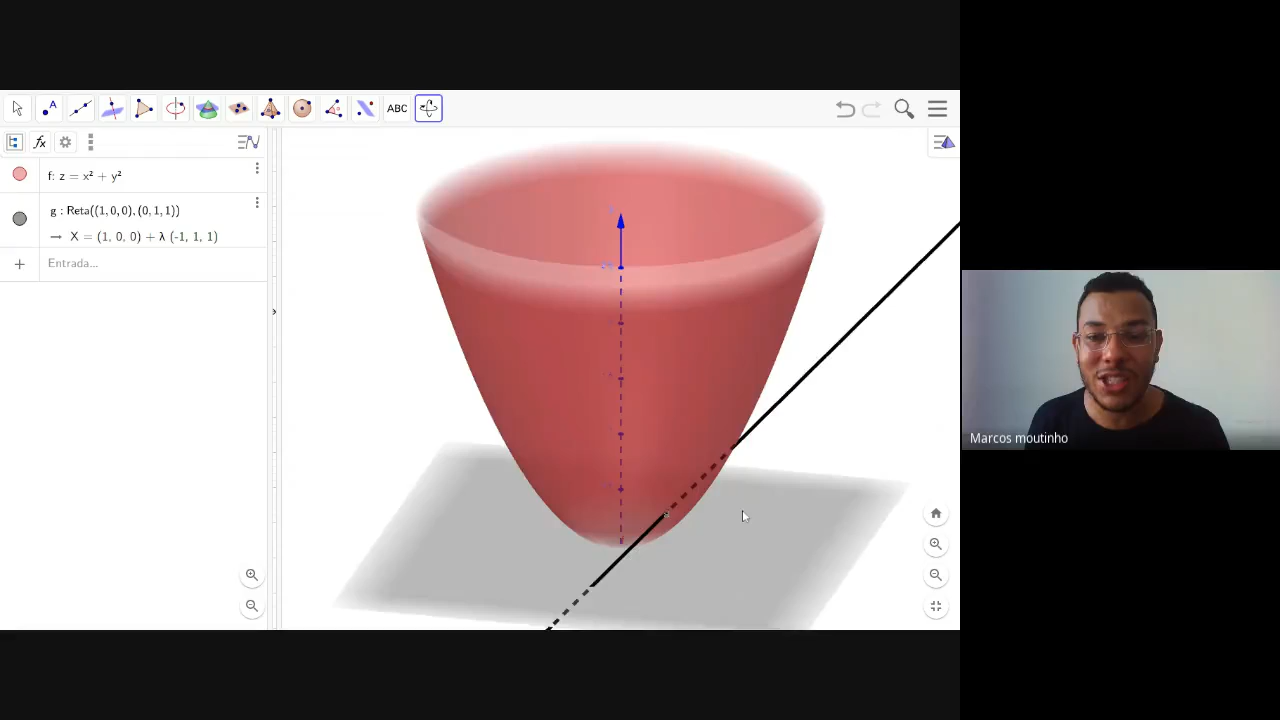 A
ABC
fx
f: z = x² + y²
g : Reta((1,0,0),(0,1,1))
→ X = (1, 0, 0) + λ (-1, 1, 1)
Entrada...
Marcos moutinho